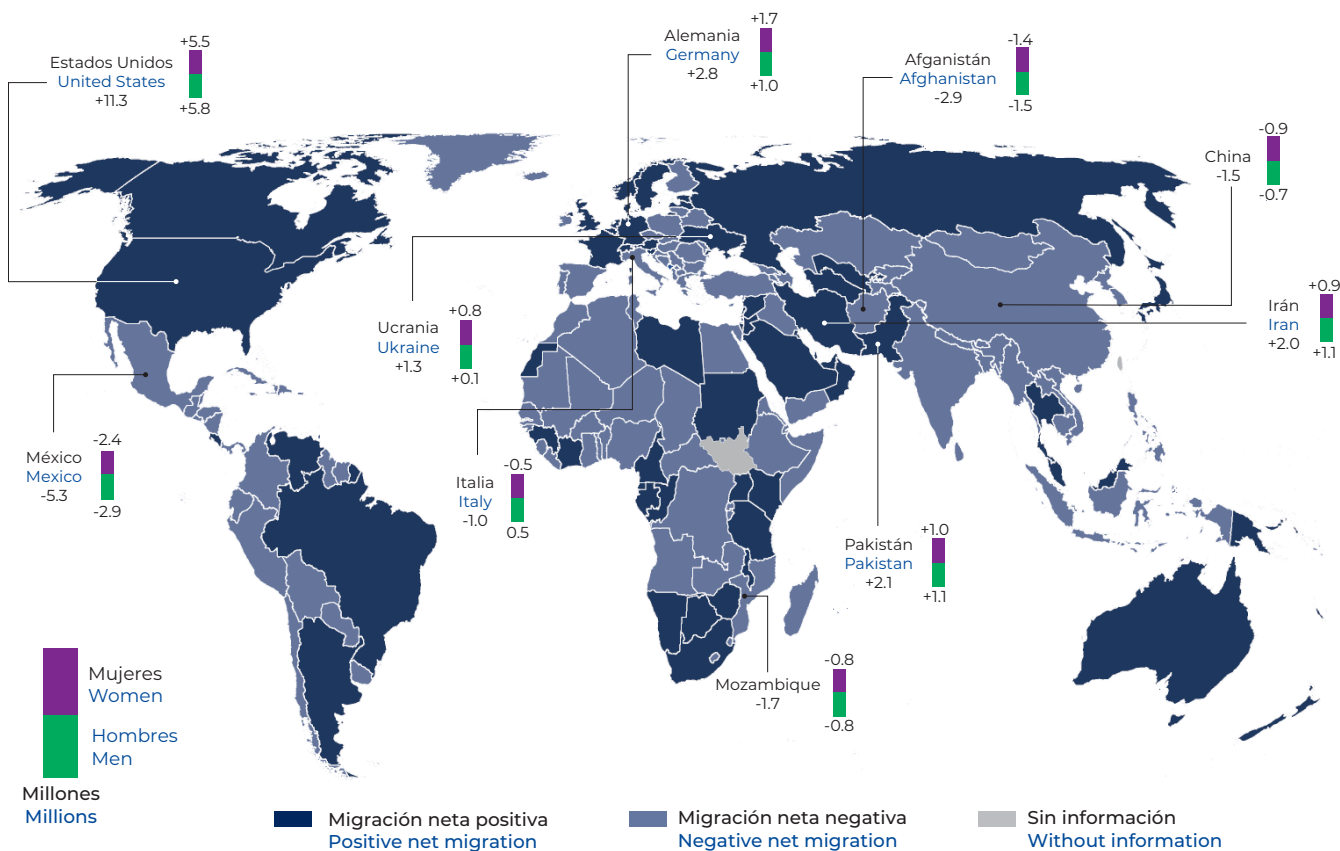 +5.5
Estados Unidos
United States
+11.3
+5.8
+1.7
Alemania
Germany
+2.8
+1.0
-1.4
Afganistán
Afghanistan
-2.9
-1.5
-0.9
China
-1.5
-0.7
+0.9
Irán
Iran
+2.0
+1.1
+0.8
Ucrania
Ukraine
+1.3
+0.1
-2.4
México
Mexico
-5.3
-2.9
-0.5
Italia
Italy
-1.0
0.5
+1.0
Pakistán
Pakistan
+2.1
+1.1
-0.8
Mozambique
-1.7
-0.8
Mujeres
Women
Hombres
Men
Millones
Millions
Migración neta positiva
Positive net migration
Migración neta negativa
Negative net migration
Sin información
Without information